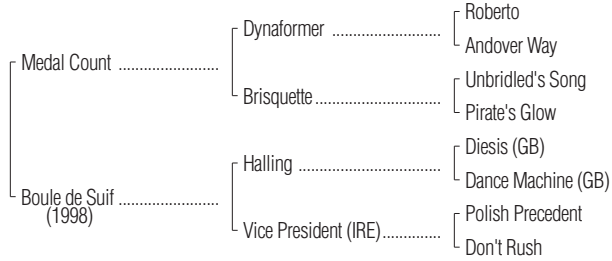 Roberto
Dynaformer ..........................
Andover Way
Medal Count ........................
Unbridled's Song
Brisquette ..............................
Pirate's Glow
Diesis (GB)
Halling ..................................
Dance Machine (GB)
Boule de Suif ........................
(1998)
Polish Precedent
Vice President (IRE)..............
Don't Rush